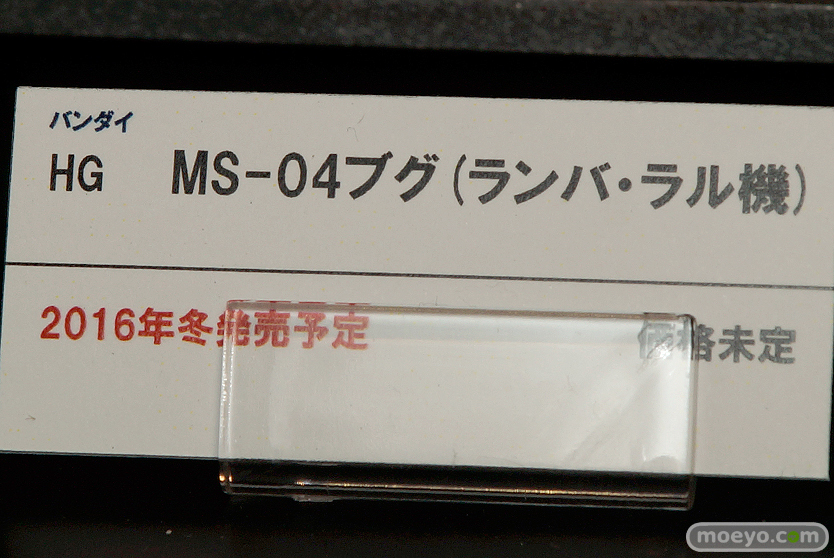 バンダイ
HG MS-04ブグ(ランバ・ラル機)
2016年冬発売予定 価格未定
moeyo.com